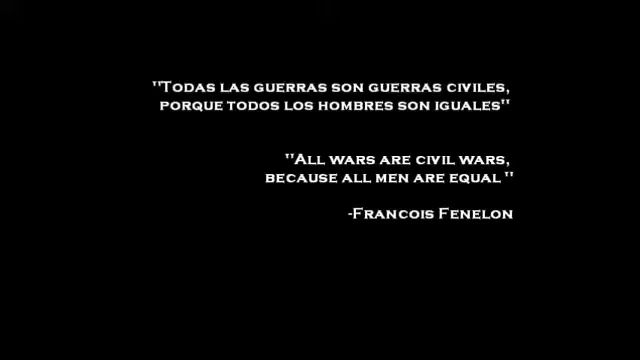 "Todas las guerras son guerras civiles,
porque todos los hombres son iguales"
"All wars are civil wars,
because all men are equal "
-Francois Fenelon